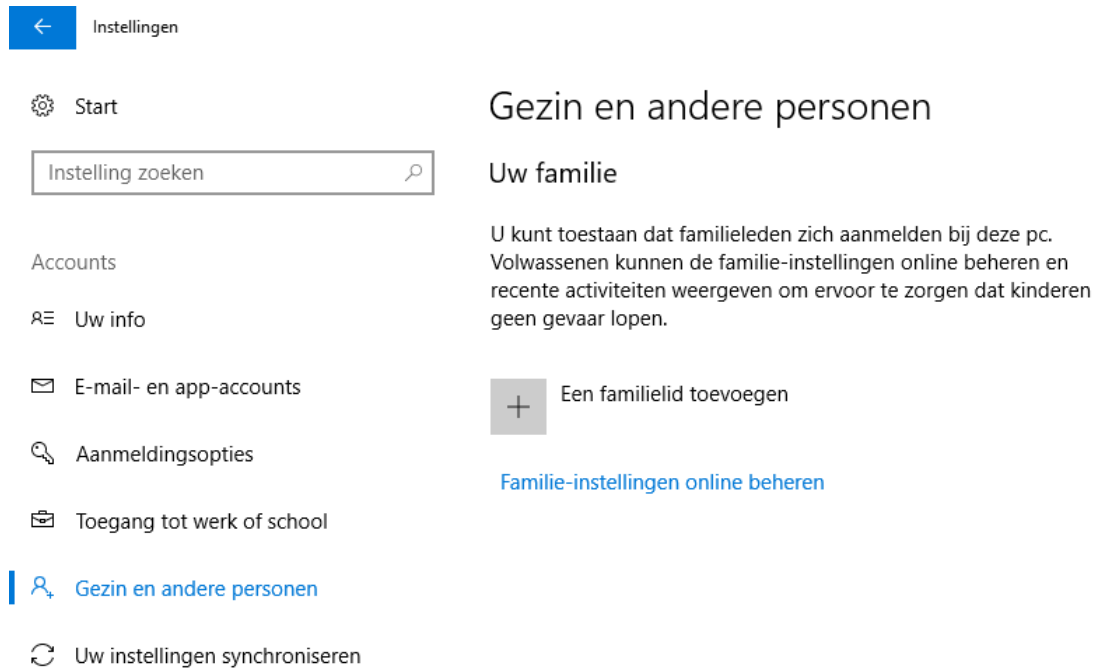 Instellingen
Start
Instelling zoeken
Accounts
Uw info
E-mail- en app-accounts
Aanmeldingsopties
Toegang tot werk of school
Gezin en andere personen
Uw instellingen synchroniseren
Gezin en andere personen
Uw familie
U kunt toestaan dat familieleden zich aanmelden bij deze pc.
Volwassenen kunnen de familie-instellingen online beheren en
recente activiteiten weergeven om ervoor te zorgen dat kinderen
geen gevaar lopen.
Een familielid toevoegen
Familie-instellingen online beheren